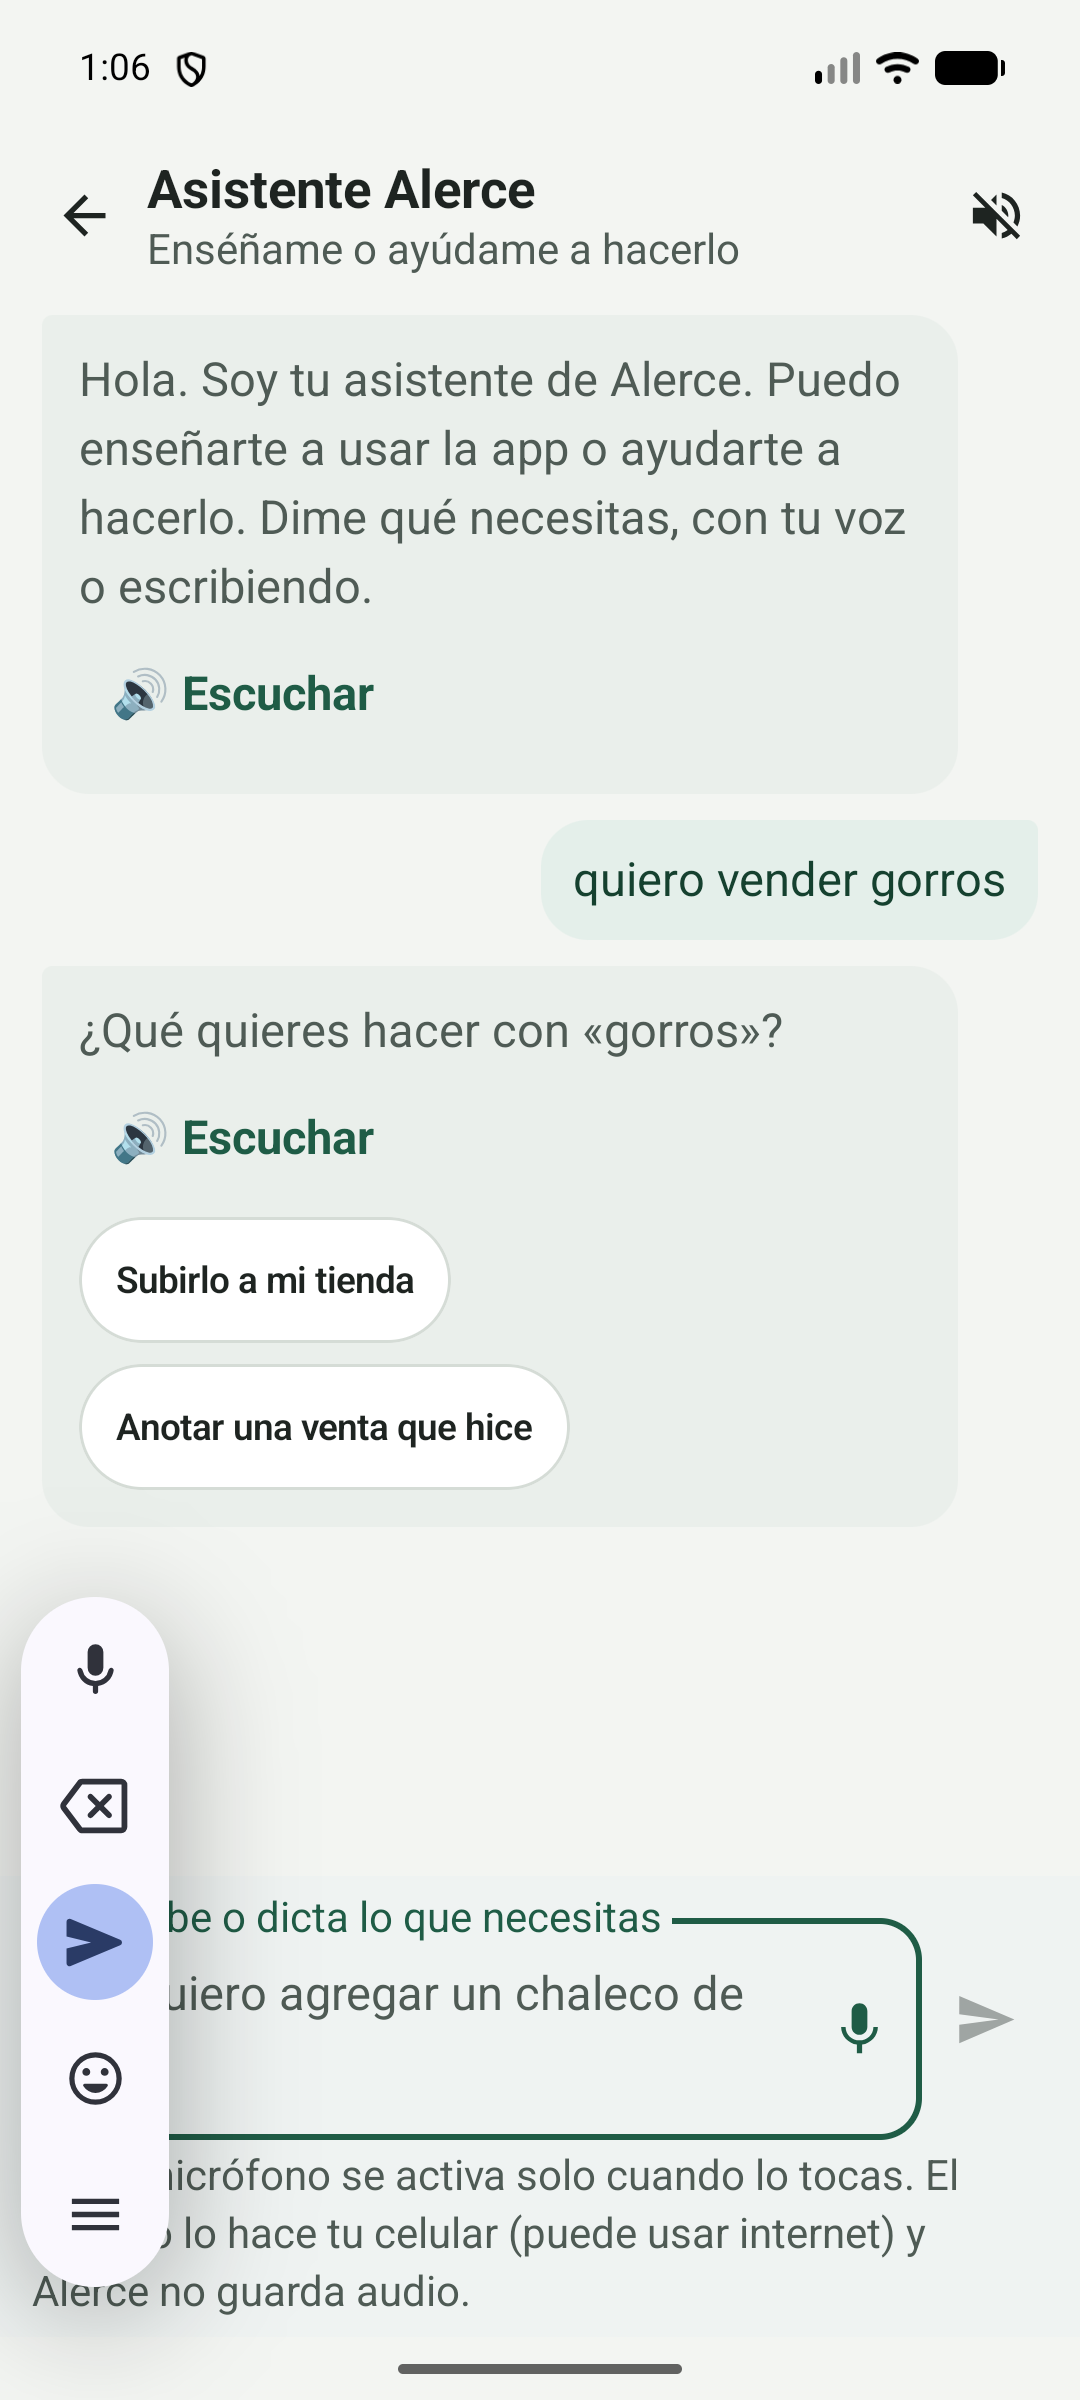 1:06
Asistente Alerce
Enséñame o ayúdame a hacerlo
Hola. Soy tu asistente de Alerce. Puedo
enseñarte a usar la app o ayudarte a
hacerlo. Dime qué necesitas, con tu voz
o escribiendo.
Escuchar
quiero vender gorros
¿Qué quieres hacer con «gorros»?
Escuchar
Subirlo a mi tienda
Anotar una venta que hice
o dicta lo que necesitas
agregar un chaleco de
se activa solo cuando lo tocas. El
lo hace tu celular (puede usar internet) y
Alerce no guarda audio.